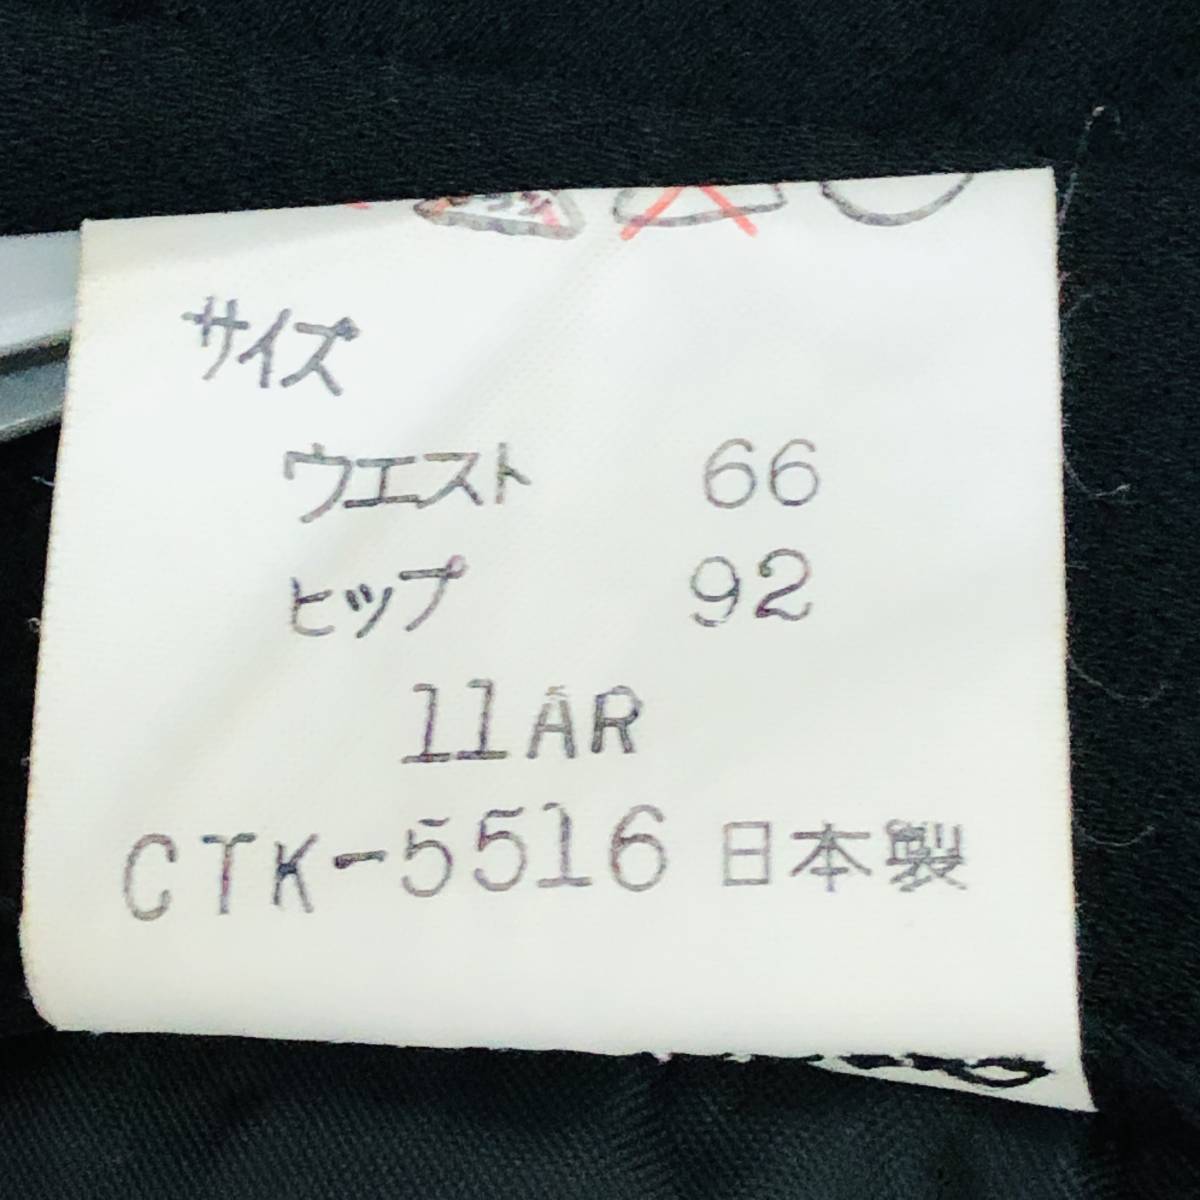 サイズ
ウエスト 66
ヒップ 92
11AR
CTK-5516 日本製